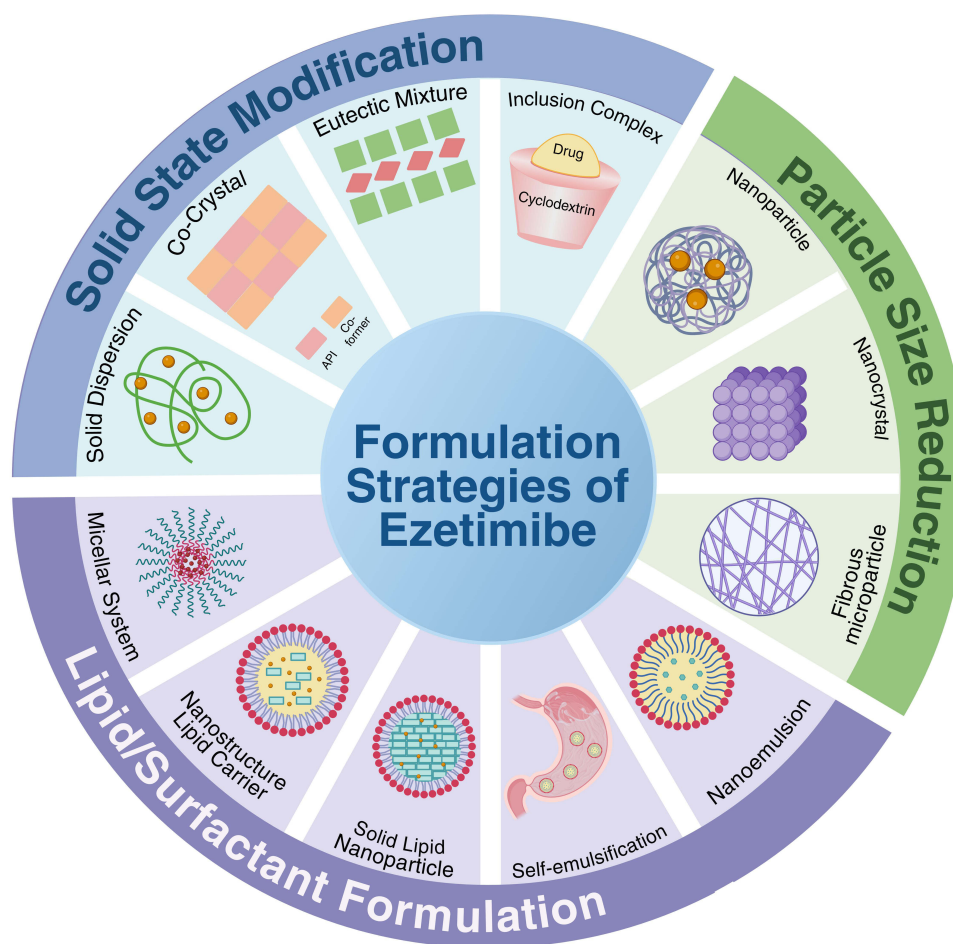 Solid State Modification
Solid Dispersion
Co-Crystal
API
Co-
former
Eutectic Mixture
Inclusion Complex
Drug
Cyclodextrin
Particle Size Reduction
Nanoparticle
Nanocrystal
Fibrous
microparticle
Formulation
Strategies of
Ezetimibe
Lipid/Surfactant Formulation
Micellar System
Nanostructure
Lipid Carrier
Solid Lipid
Nanoparticle
Self-emulsification
Nanoemulsion